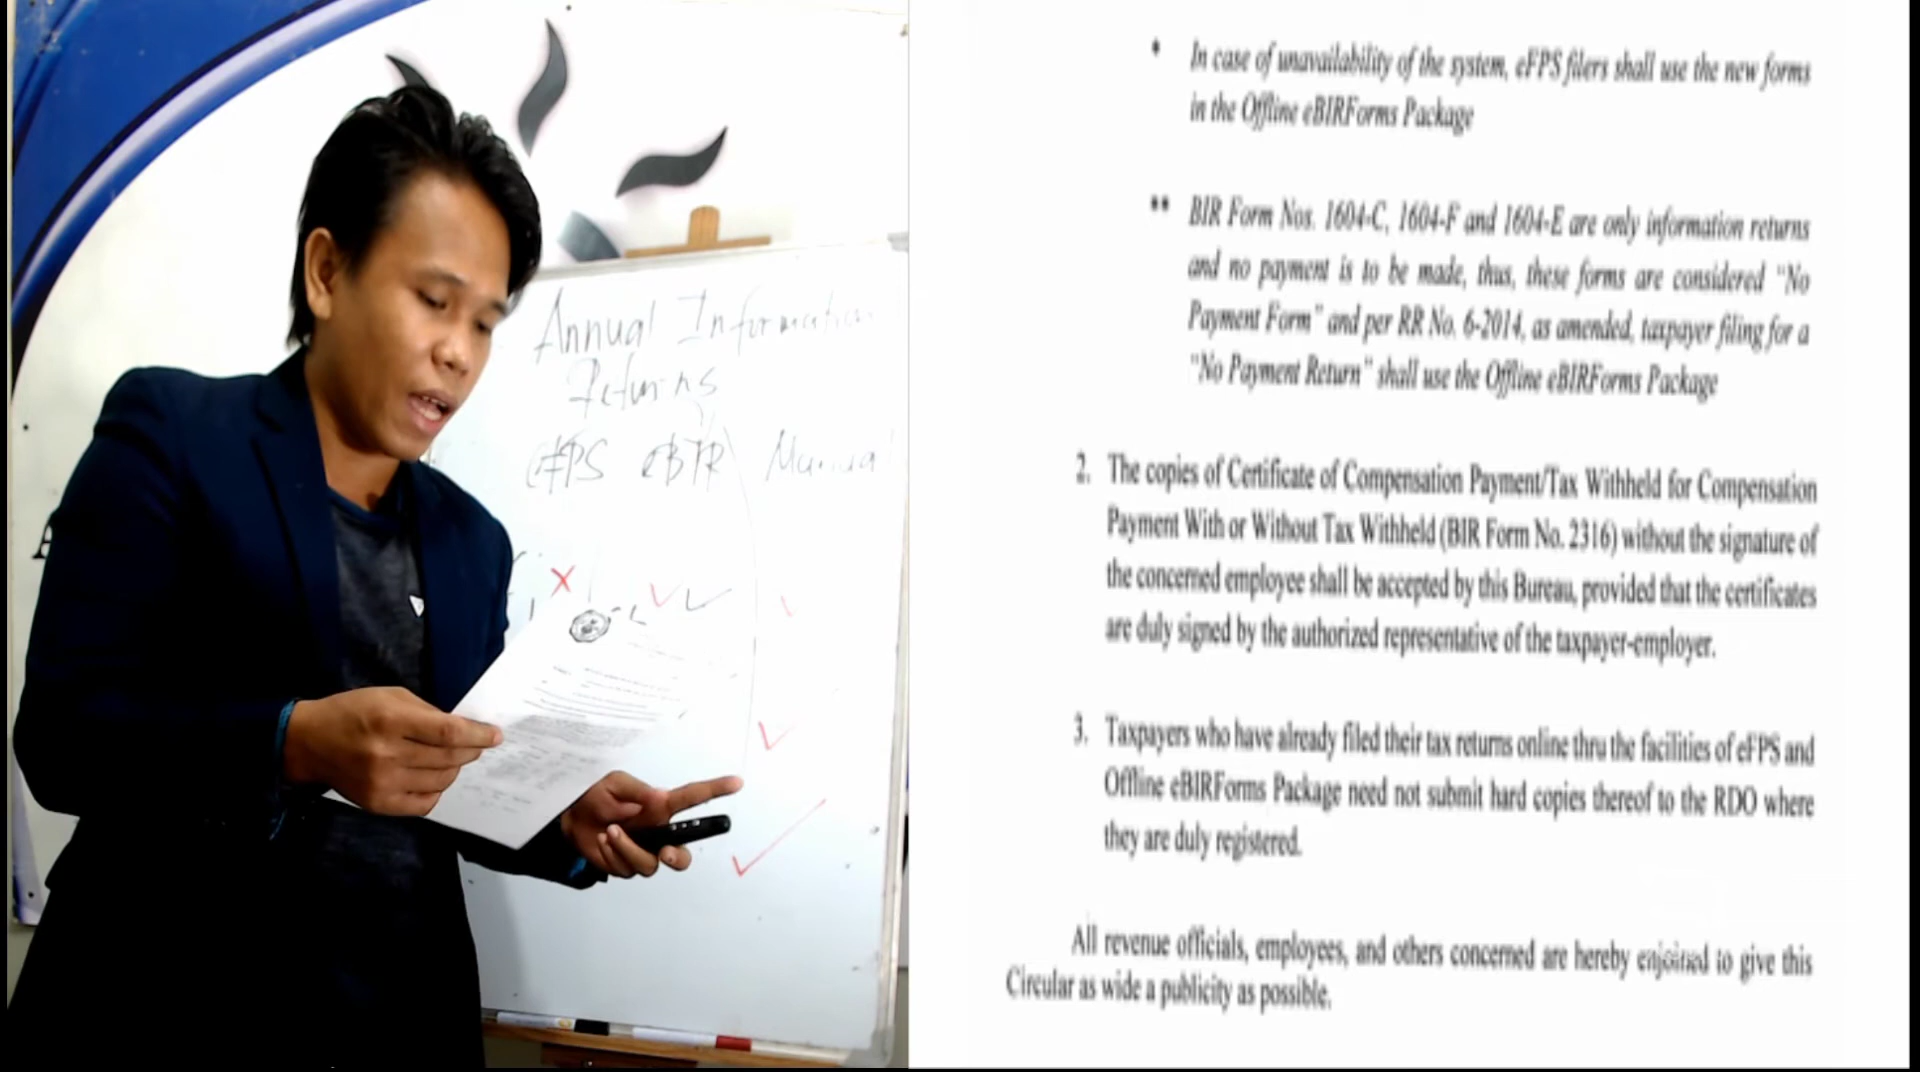 Annual Information
Returns
eFPS eBIR Manual
* In case of unavailability of the system, eFPS filers shall use the new forms
in the Offline eBIRForms Package
** BIR Form Nos. 1604-C, 1604-F and 1604-E are only information returns
and no payment is to be made, thus, these forms are considered "No
Payment Form" and per RR No. 6-2014, as amended, taxpayer filing for a
"No Payment Return" shall use the Offline eBIRForms Package
2. The copies of Certificate of Compensation Payment/Tax Withheld for Compensation
Payment With or Without Tax Withheld (BIR Form No. 2316) without the signature of
the concerned employee shall be accepted by this Bureau, provided that the certificates
are duly signed by the authorized representative of the taxpayer-employer.
3. Taxpayers who have already filed their tax returns online thru the facilities of eFPS and
Offline eBIRForms Package need not submit hard copies thereof to the RDO where
they are duly registered.
All revenue officials, employees, and others concerned are hereby enjoined to give this
Circular as wide a publicity as possible.